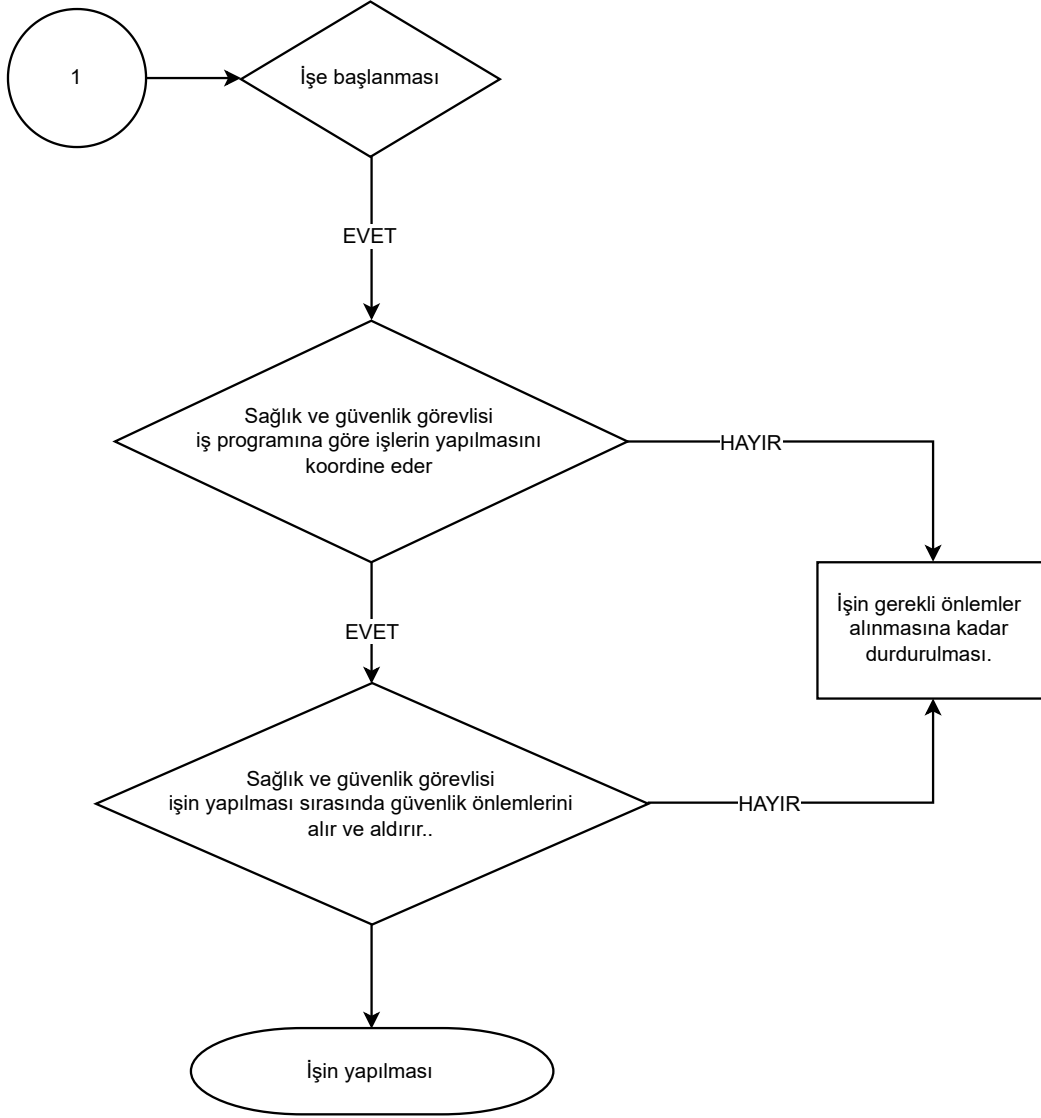 1
İşe başlanması
EVET
Sağlık ve güvenlik görevlisi
iş programına göre işlerin yapılmasını
koordine eder
HAYIR
İşin gerekli önlemler
alınmasına kadar
durdurulması.
EVET
Sağlık ve güvenlik görevlisi
işin yapılması sırasında güvenlik önlemlerini
alır ve aldırır..
HAYIR
İşin yapılması